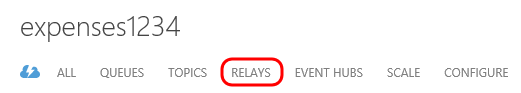 expenses1234
ALL QUEUES TOPICS RELAYS EVENT HUBS SCALE CONFIGURE